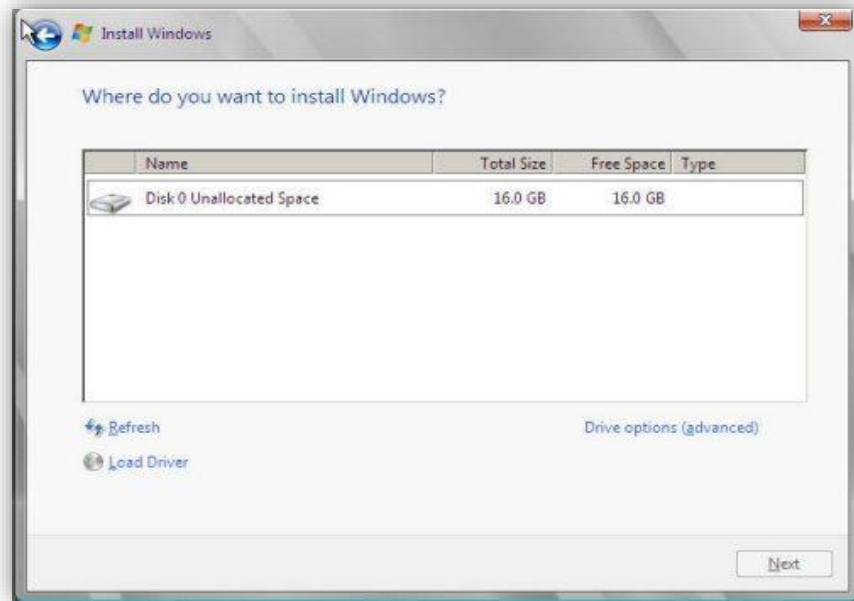 Install Windows
Where do you want to install Windows?
Name Total Size Free Space Type
Disk 0 Unallocated Space 16.0 GB 16.0 GB
Refresh Drive options (advanced)
Load Driver
Next